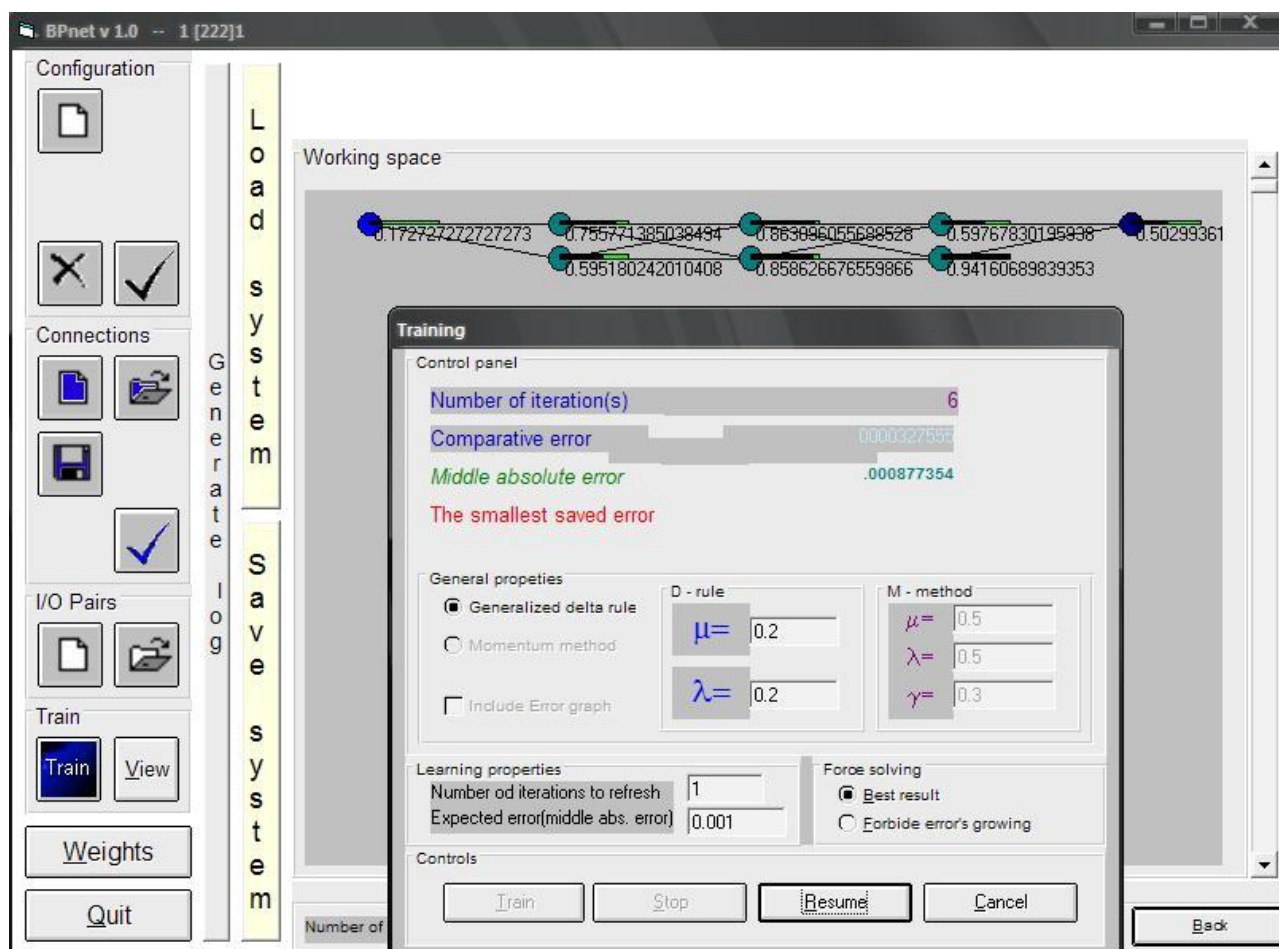 BPnet v 1.0 -- 1 [222]1
Configuration
Connections
I/O Pairs
Train
Train
View
Weights
Quit
Generate log
Load system
Save system
Working space
0.172727272727273
0.755771385038434
0.863096055688528
0.59767830195938
0.50299361
0.595180242010408
0.858626676559866
0.94160689839353
Training
Control panel
Number of iteration(s) 6
Comparative error 0000327555
Middle absolute error .000877354
The smallest saved error
General propeties
Generalized delta rule
Momentum method
Include Error graph
D - rule
μ= 0.2
λ= 0.2
M - method
μ= 0.5
λ= 0.5
γ= 0.3
Learning properties
Number od iterations to refresh 1
Expected error(middle abs. error) 0.001
Force solving
Best result
Forbide error's growing
Controls
Train
Stop
Resume
Cancel
Number of
Back